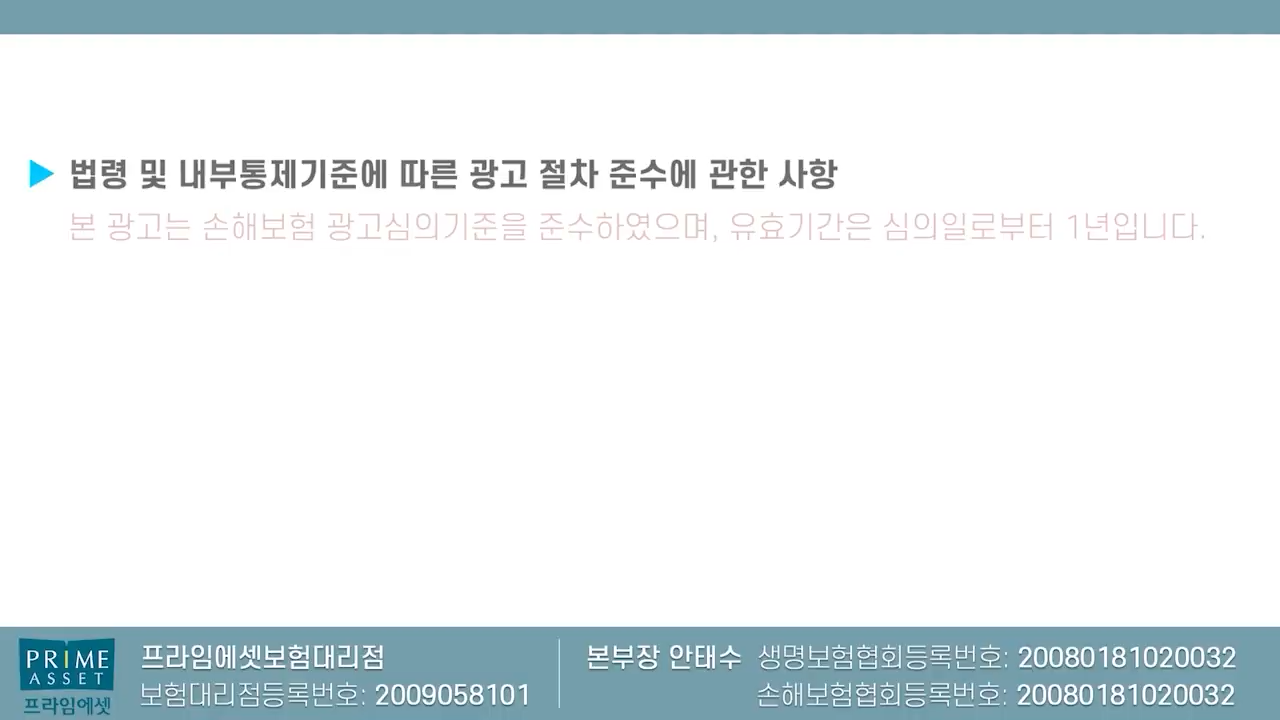 ▶ 법령 및 내부통제기준에 따른 광고 절차 준수에 관한 사항
본 광고는 손해보험 광고심의기준을 준수하였으며, 유효기간은 심의일로부터 1년입니다.
PRIME
ASSET
프라임에셋
프라임에셋보험대리점
보험대리점등록번호: 2009058101
본부장 안태수 생명보험협회등록번호: 20080181020032
손해보험협회등록번호: 20080181020032